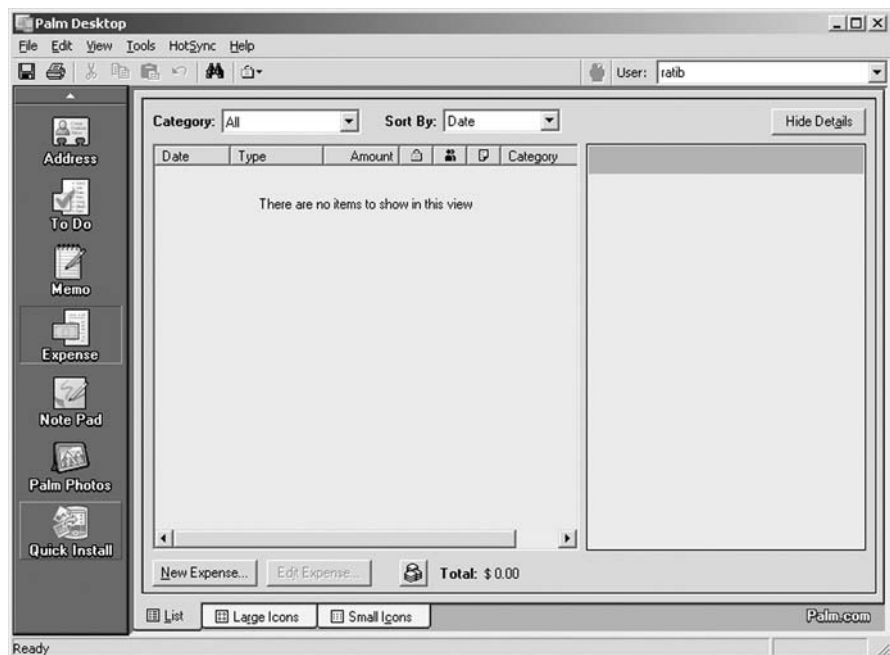 Palm Desktop
File Edit View Tools HotSync Help
User: ratib
Category: All Sort By: Date Hide Details
Date Type Amount Category
There are no items to show in this view
Address
To Do
Memo
Expense
Note Pad
Palm Photos
Quick Install
New Expense... Edit Expense... Total: $ 0.00
List Large Icons Small Icons Palm.com
Ready